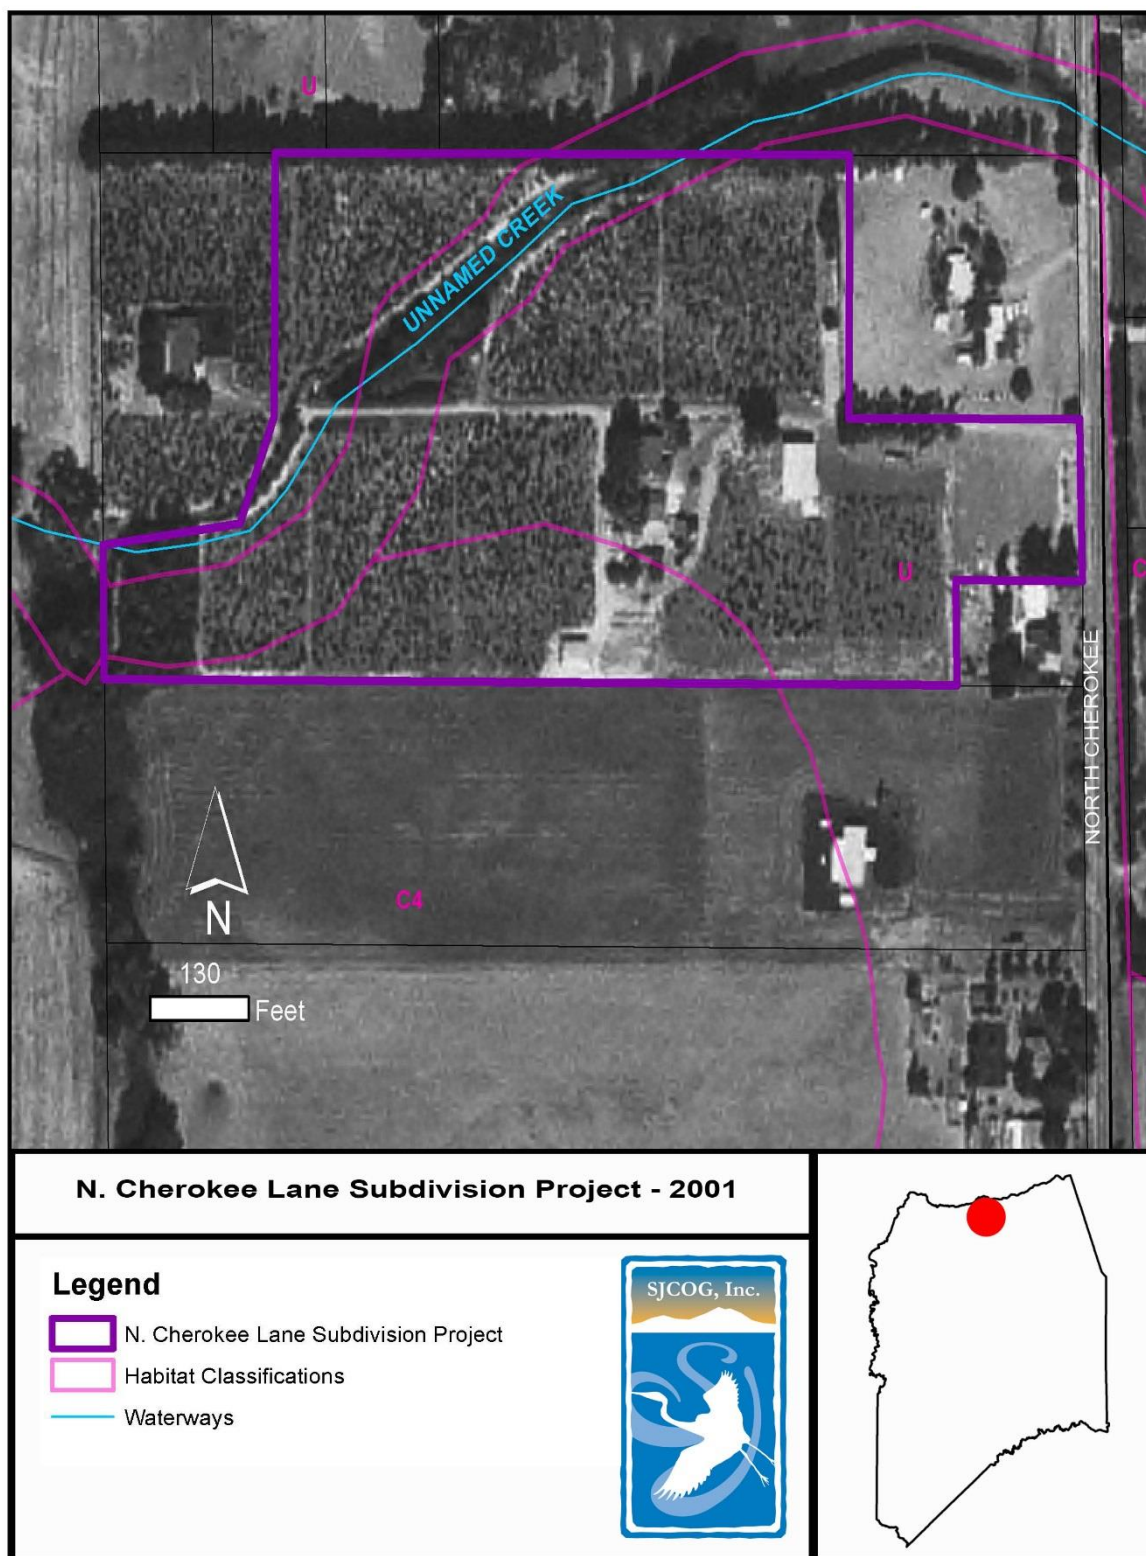 U
UNNAMED CREEK
U
C
NORTH CHEROKEE
C4
N
130
Feet
N. Cherokee Lane Subdivision Project - 2001
Legend
N. Cherokee Lane Subdivision Project
Habitat Classifications
Waterways
SJCOG, Inc.